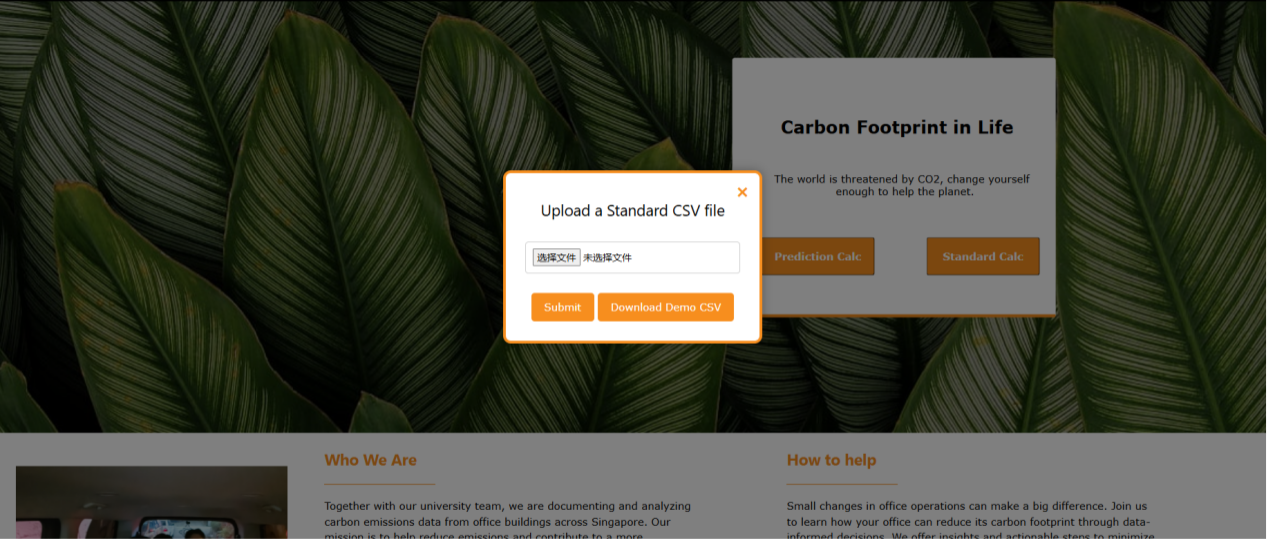 Carbon Footprint in Life
The world is threatened by CO2, change yourself
enough to help the planet.
Prediction Calc
Standard Calc
×
Upload a Standard CSV file
选择文件 未选择文件
Submit
Download Demo CSV
Who We Are
Together with our university team, we are documenting and analyzing
carbon emissions data from office buildings across Singapore. Our
mission is to help reduce emissions and contribute to a more
How to help
Small changes in office operations can make a big difference. Join us
to learn how your office can reduce its carbon footprint through data-
informed decisions. We offer insights and actionable steps to minimize